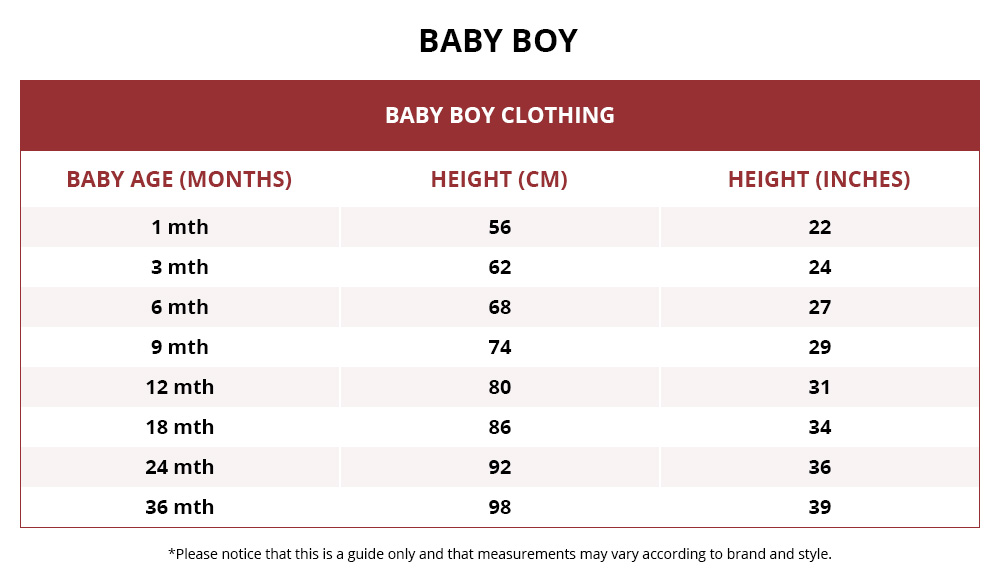 BABY BOY
BABY BOY CLOTHING
BABY AGE (MONTHS) HEIGHT (CM) HEIGHT (INCHES)
1 mth 56 22
3 mth 62 24
6 mth 68 27
9 mth 74 29
12 mth 80 31
18 mth 86 34
24 mth 92 36
36 mth 98 39
*Please notice that this is a guide only and that measurements may vary according to brand and style.